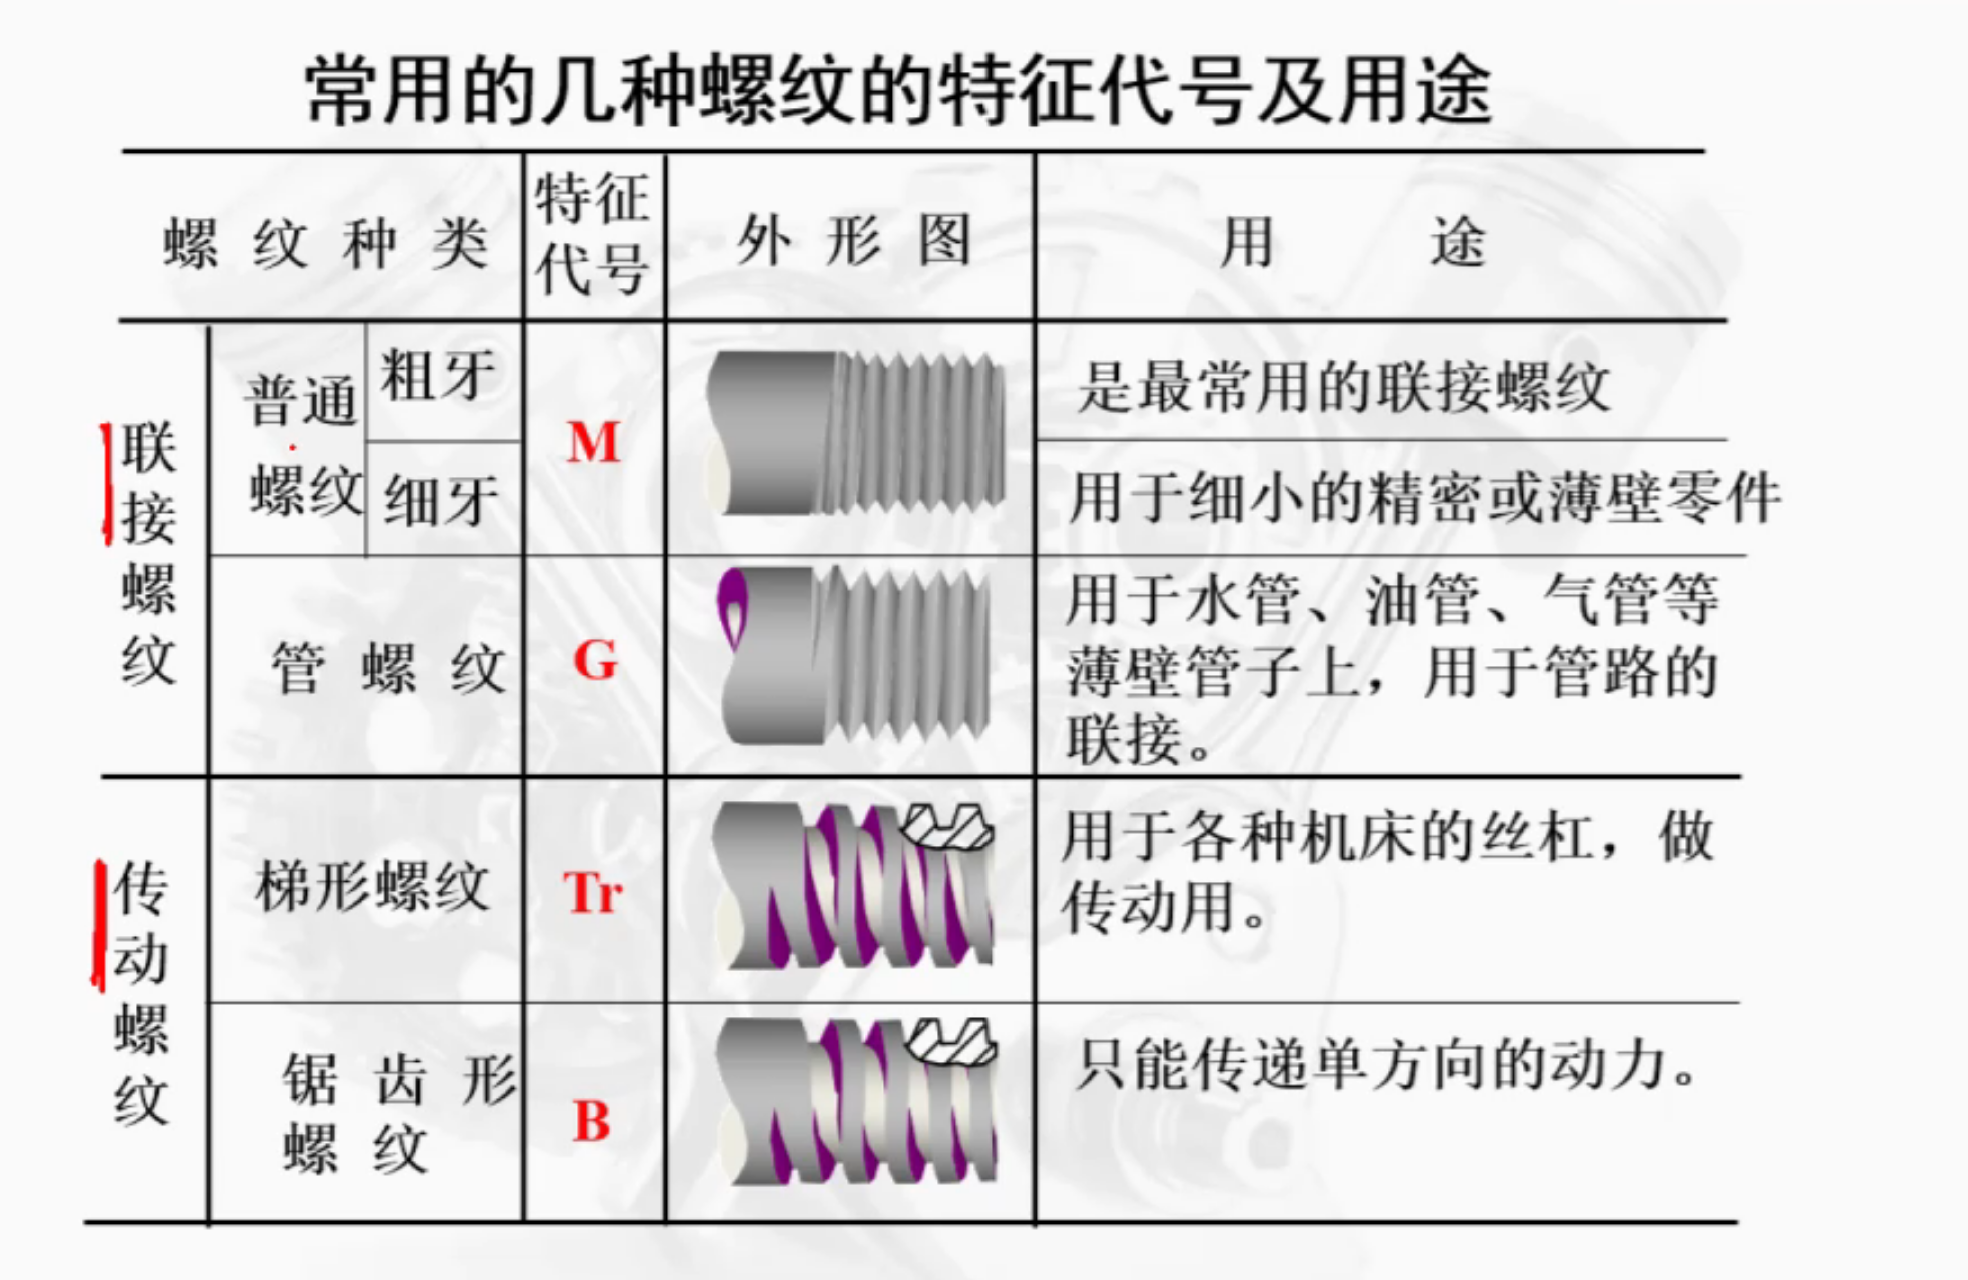 常用的几种螺纹的特征代号及用途
螺纹种类
特征
代号
外形图
用途
联接螺纹
普通
螺纹
粗牙
细牙
M
是最常用的联接螺纹
用于细小的精密或薄壁零件
管螺纹
G
用于水管、油管、气管等
薄壁管子上，用于管路的
联接。
传动螺纹
梯形螺纹
Tr
用于各种机床的丝杠，做
传动用。
锯齿形
螺纹
B
只能传递单方向的动力。